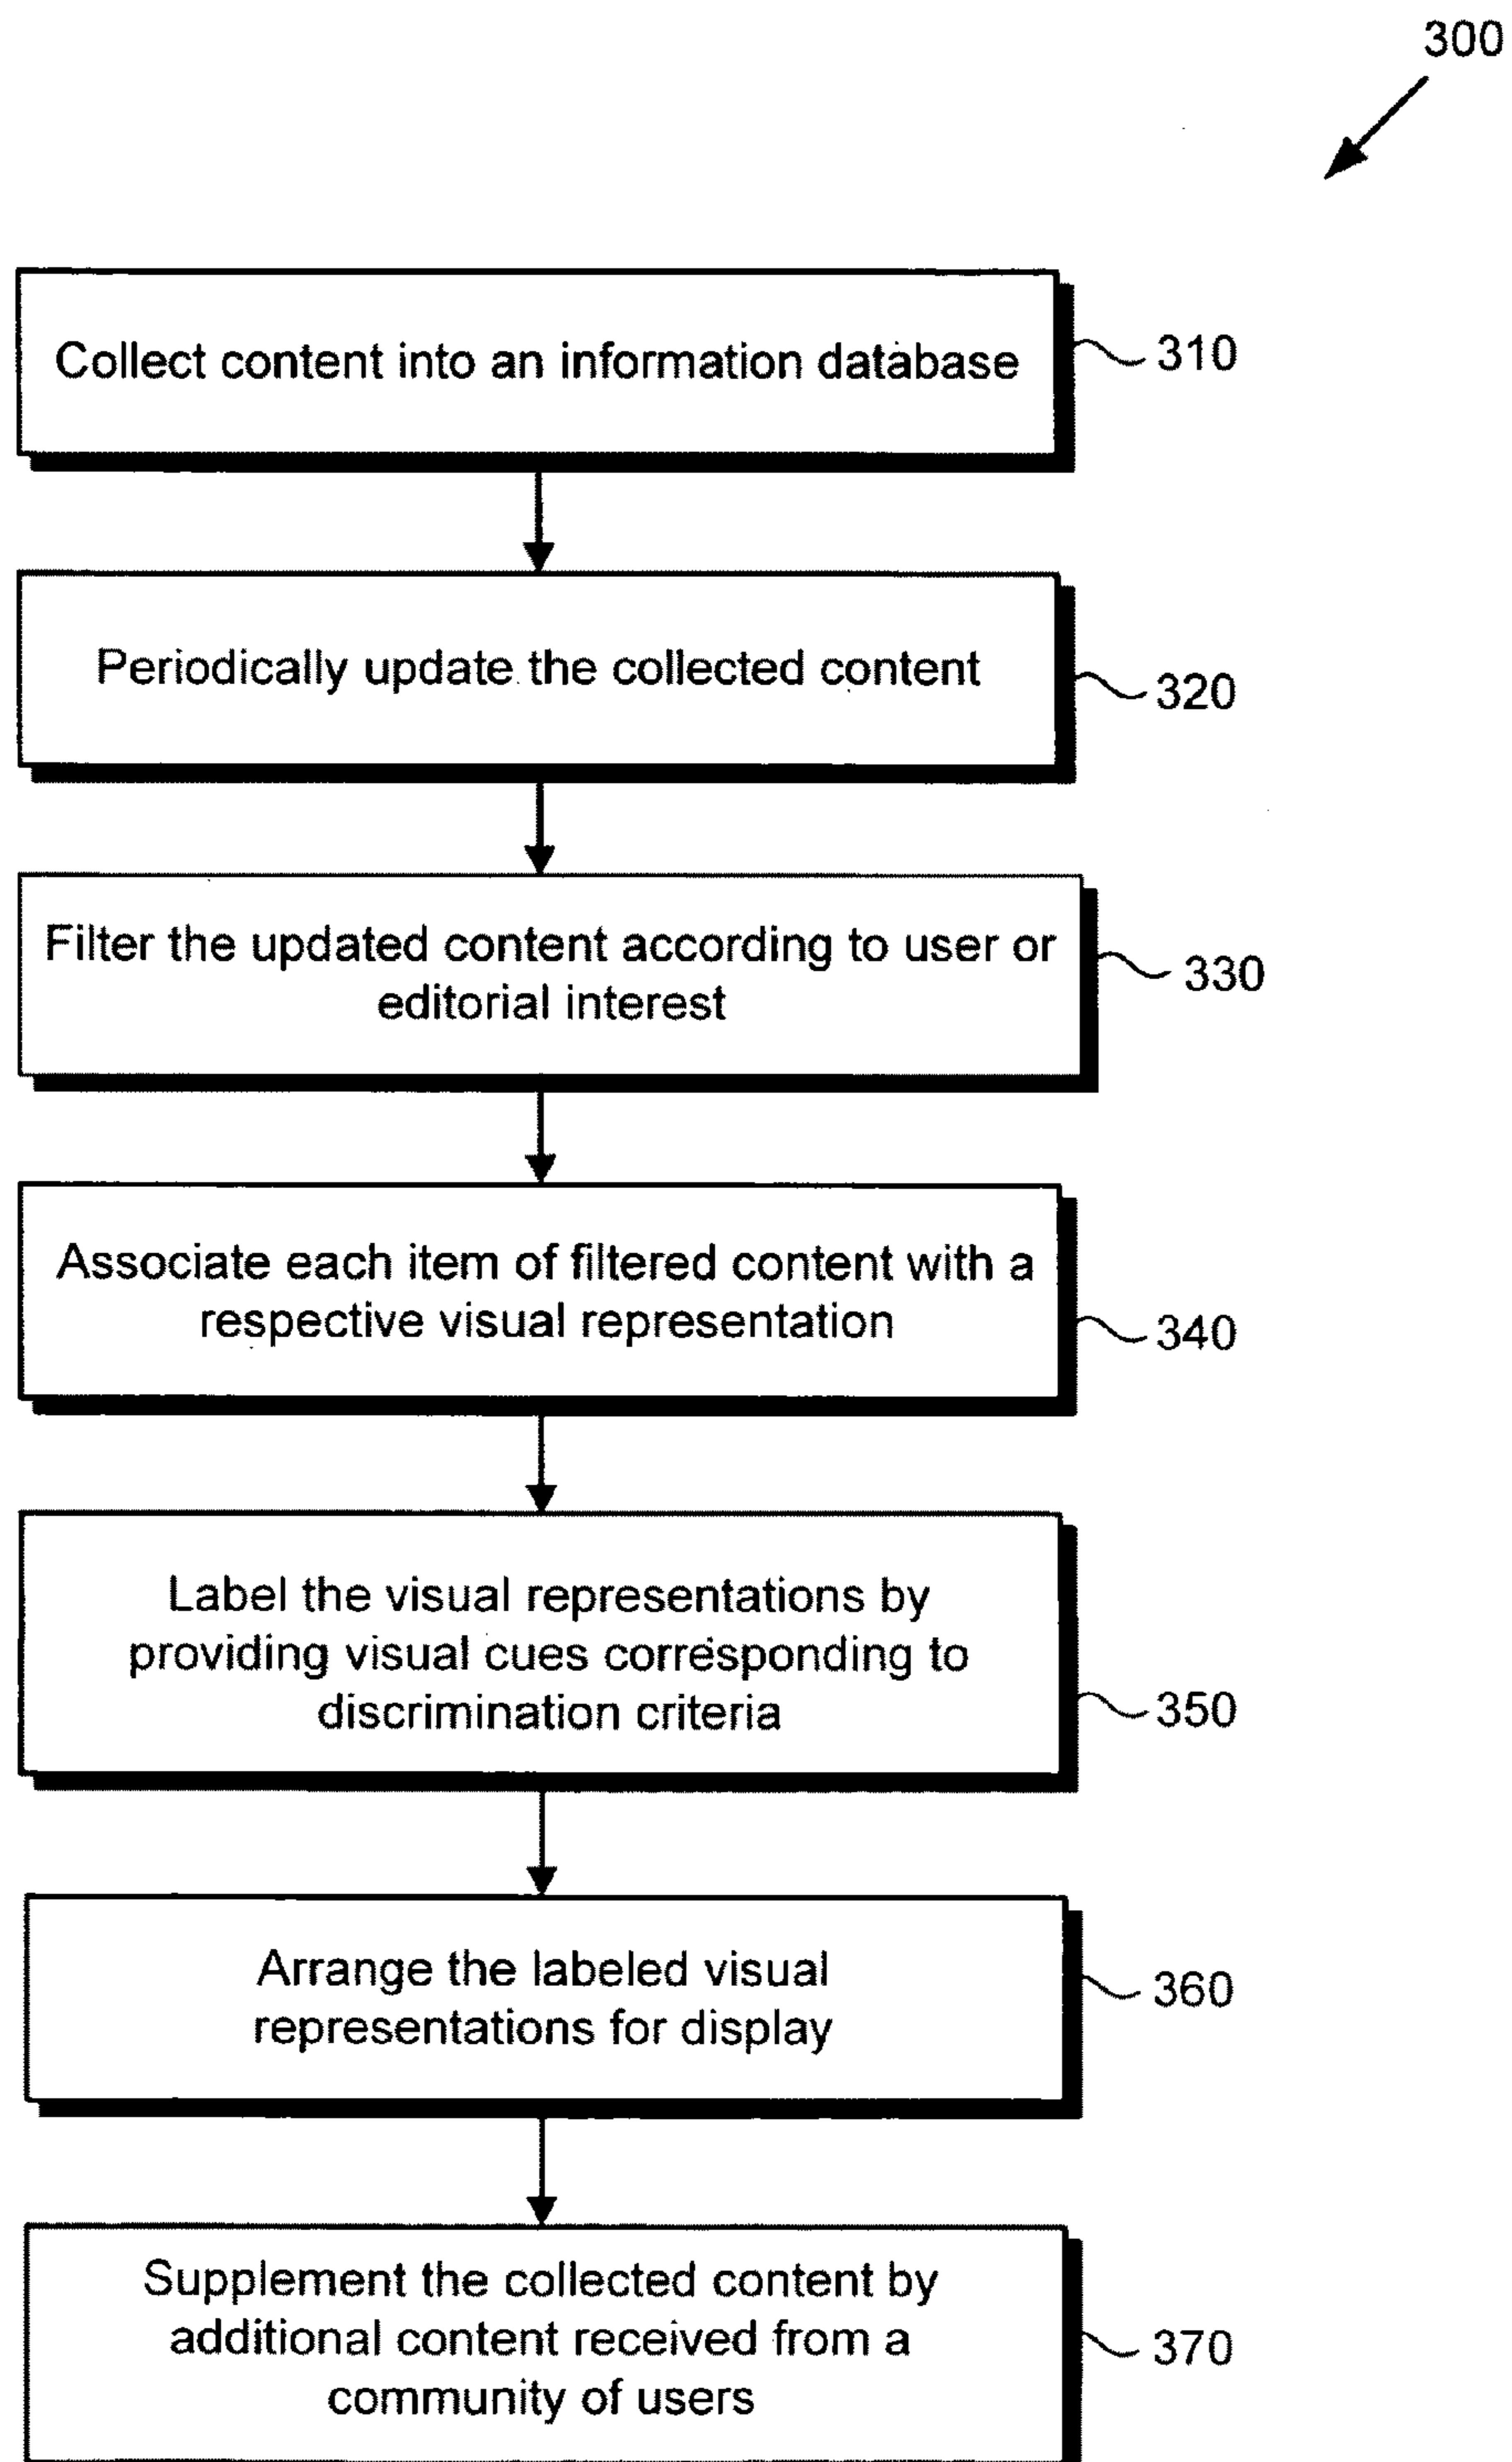 300
Collect content into an information database
310
Periodically update the collected content
320
Filter the updated content according to user or
editorial interest
330
Associate each item of filtered content with a
respective visual representation
340
Label the visual representations by
providing visual cues corresponding to
discrimination criteria
350
Arrange the labeled visual
representations for display
360
Supplement the collected content by
additional content received from a
community of users
370